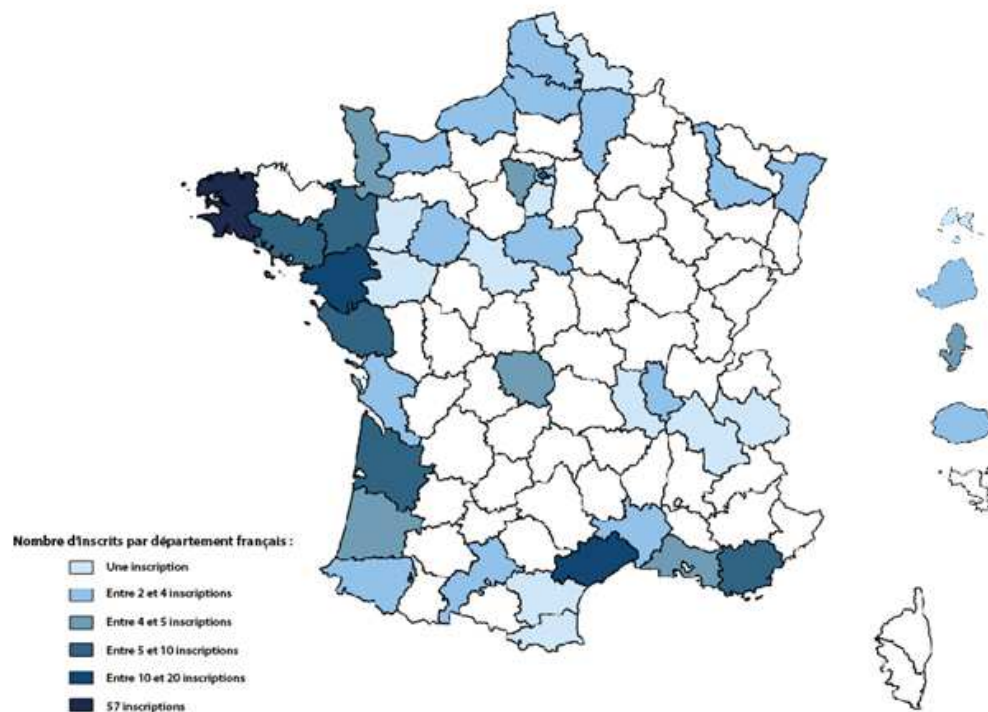 Nombre d'inscrits par département français :
Une inscription
Entre 2 et 4 inscriptions
Entre 4 et 5 inscriptions
Entre 5 et 10 inscriptions
Entre 10 et 20 inscriptions
57 inscriptions